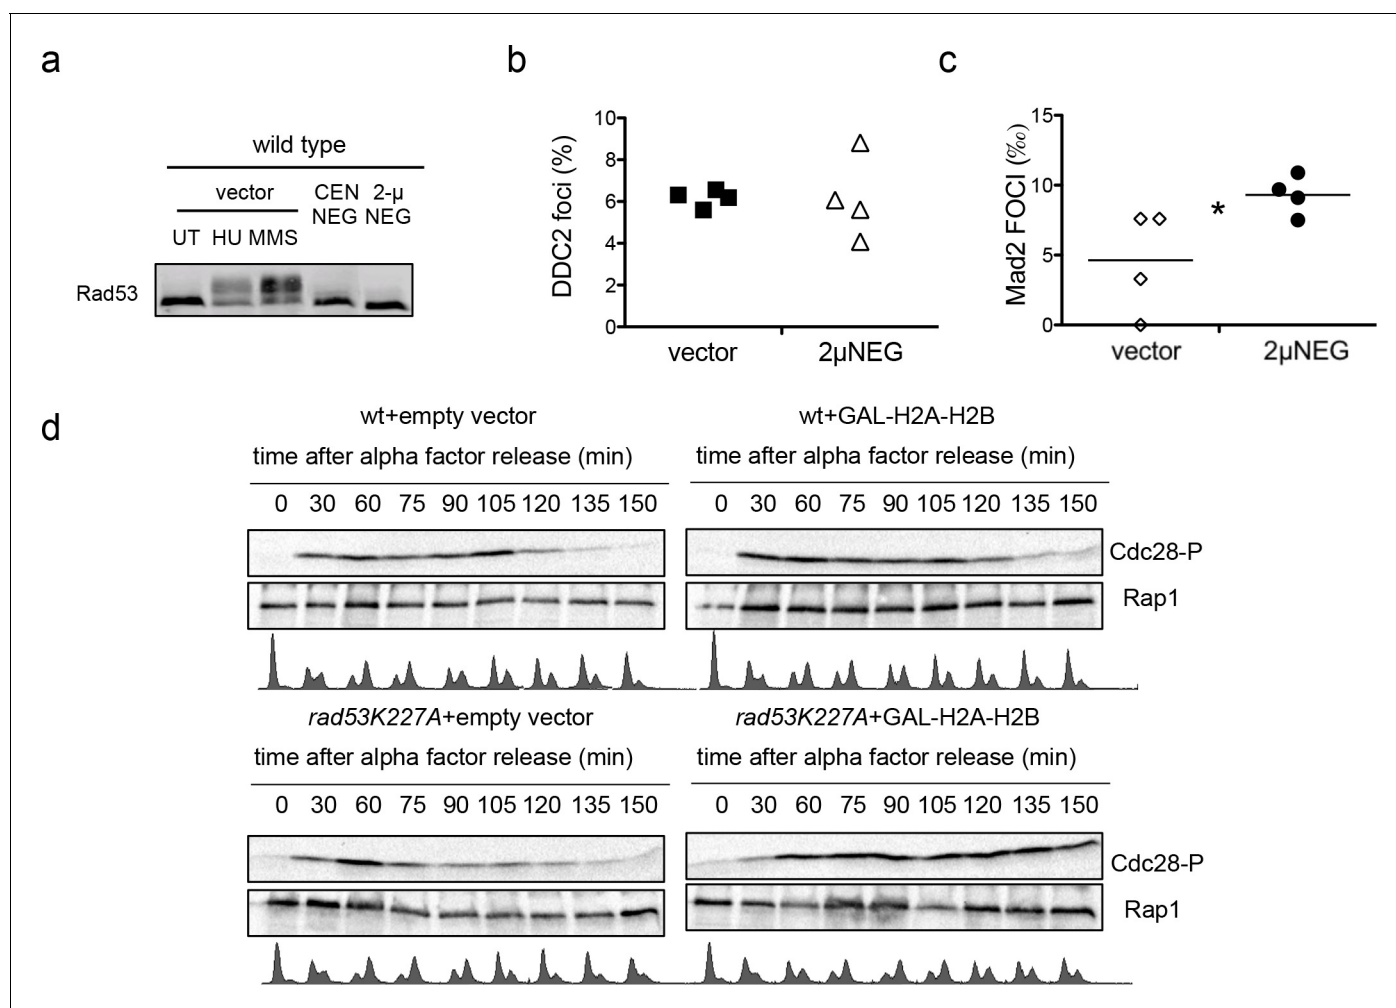 a
wild type
vector CEN 2-µ
NEG NEG
UT HU MMS
Rad53
b
DDC2 foci (%)
10
8
6
4
2
0
vector 2µNEG
c
Mad2 FOCI (‰)
15
10
5
0
*
vector 2µNEG
d
wt+empty vector
time after alpha factor release (min)
0 30 60 75 90 105 120 135 150
wt+GAL-H2A-H2B
time after alpha factor release (min)
0 30 60 75 90 105 120 135 150
Cdc28-P
Rap1
rad53K227A+empty vector
time after alpha factor release (min)
0 30 60 75 90 105 120 135 150
rad53K227A+GAL-H2A-H2B
time after alpha factor release (min)
0 30 60 75 90 105 120 135 150
Cdc28-P
Rap1